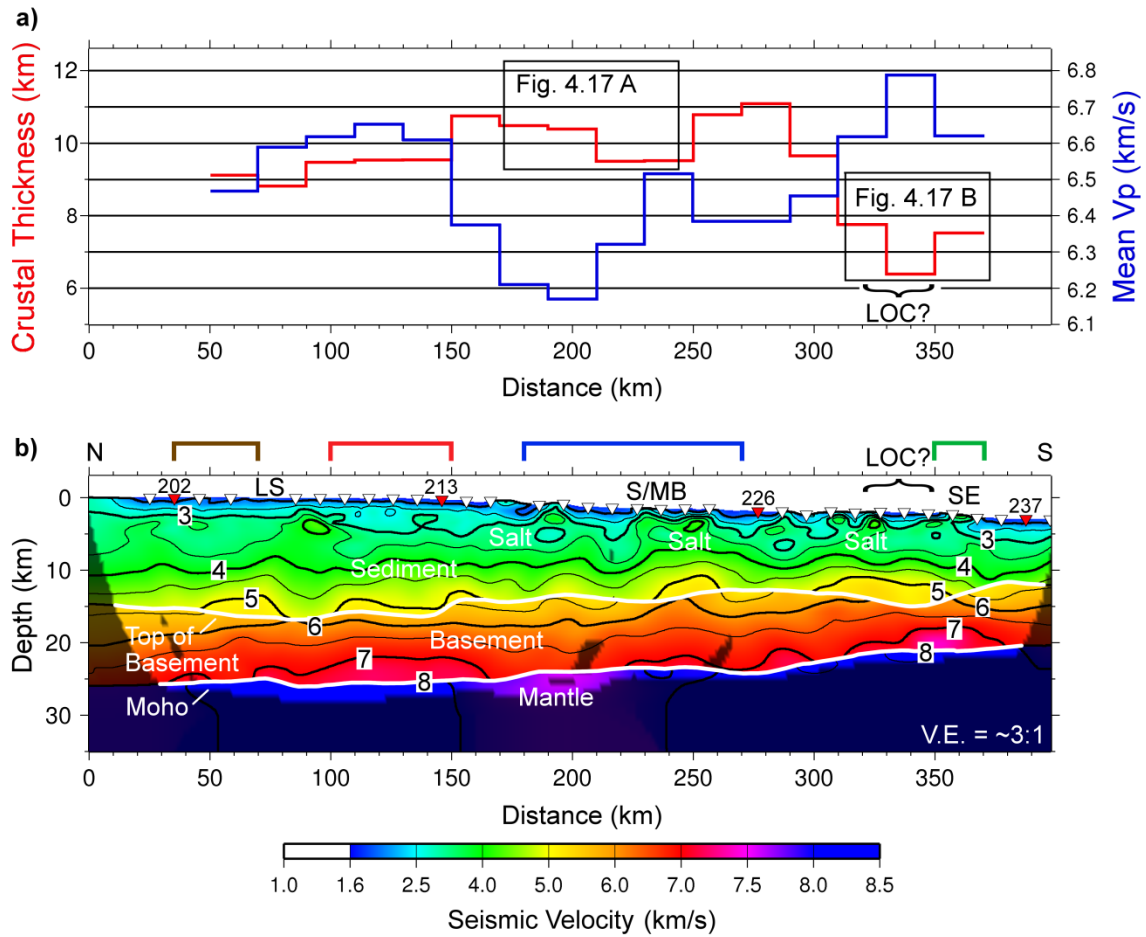 a)
Crustal Thickness (km)
12
10
8
6
Fig. 4.17 A
Fig. 4.17 B
LOC?
6.8
6.7
6.6
6.5
6.4
6.3
6.2
6.1
Mean Vp (km/s)
0 50 100 150 200 250 300 350
Distance (km)
b)
N LOC? S
202 LS 213 S/MB 226 SE 237
Depth (km)
0
10
20
30
3 Salt Salt Salt 3
4 Sediment 4
5 5
6 6
Top of
Basement
Basement
7 7
8 8
Moho
Mantle
V.E. = ~3:1
0 50 100 150 200 250 300 350
Distance (km)
1.0 1.6 2.5 4.0 5.0 6.0 7.0 7.5 8.0 8.5
Seismic Velocity (km/s)